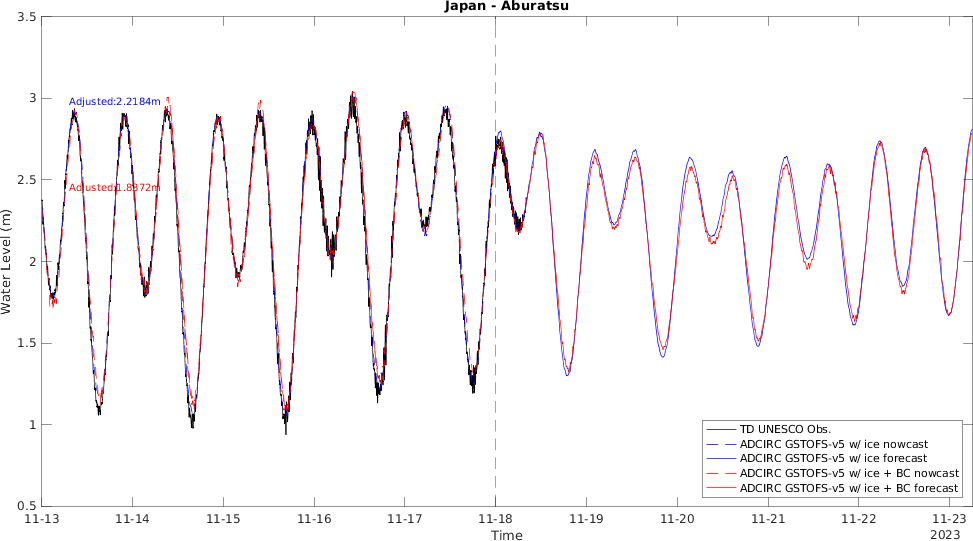 Japan - Aburatsu
3.5
3
2.5
2
1.5
1
0.5
Water Level (m)
Adjusted:2.2184m
Adjusted:1.8372m
TD UNESCO Obs.
ADCIRC GSTOFS-v5 w/ ice nowcast
ADCIRC GSTOFS-v5 w/ ice forecast
ADCIRC GSTOFS-v5 w/ ice + BC nowcast
ADCIRC GSTOFS-v5 w/ ice + BC forecast
11-13 11-14 11-15 11-16 11-17 11-18 11-19 11-20 11-21 11-22 11-23
2023
Time